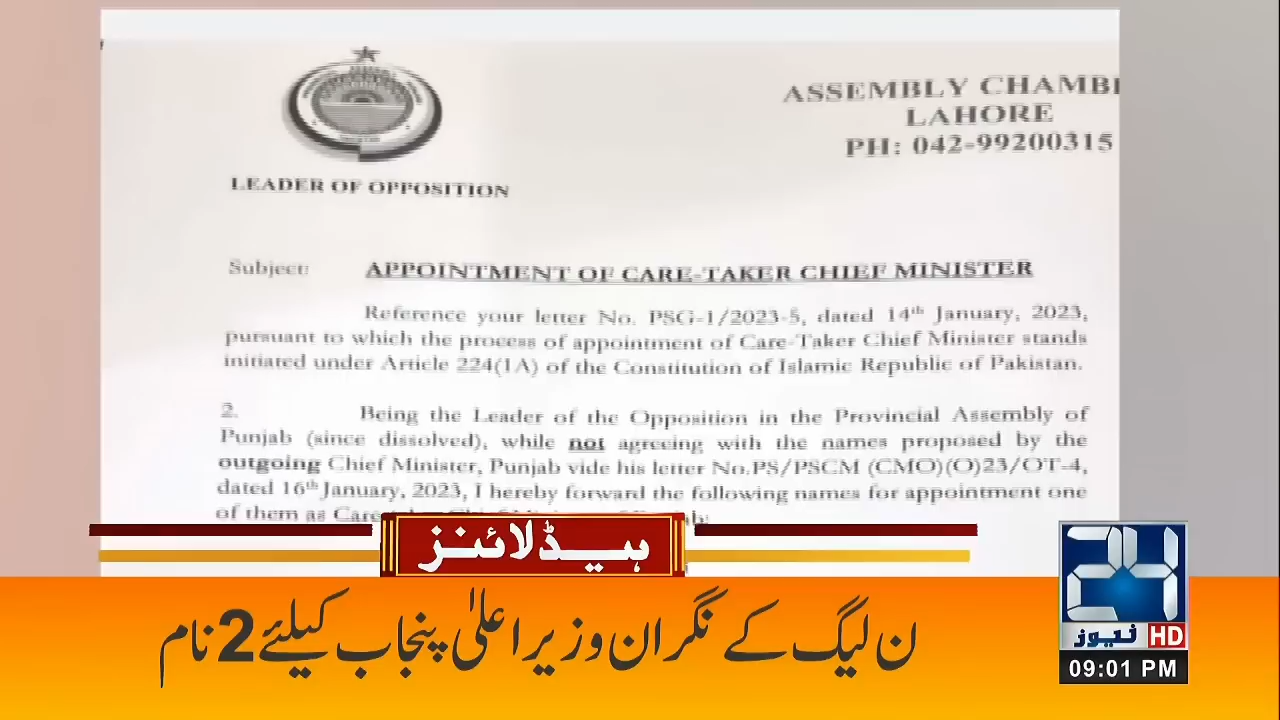 ASSEMBLY CHAMB
LAHORE
PH: 042-99200315
LEADER OF OPPOSITION
Subject: APPOINTMENT OF CARE-TAKER CHIEF MINISTER
Reference your letter No. PSG-1/2023-5, dated 14th January, 2023,
pursuant to which the process of appointment of Care-Taker Chief Minister stands
initiated under Article 224(1A) of the Constitution of Islamic Republic of Pakistan.
2. Being the Leader of the Opposition in the Provincial Assembly of
Punjab (since dissolved), while not agreeing with the names proposed by the
outgoing Chief Minister, Punjab vide his letter No.PS/PSCM (CMO)(O)23/OT-4,
dated 16th January, 2023, I hereby forward the following names for appointment one
of them as
ہیڈلائنز
ن لیگ کے نگران وزیراعلیٰ پنجاب کیلئے 2 نام
24
نیوز HD
09:01 PM